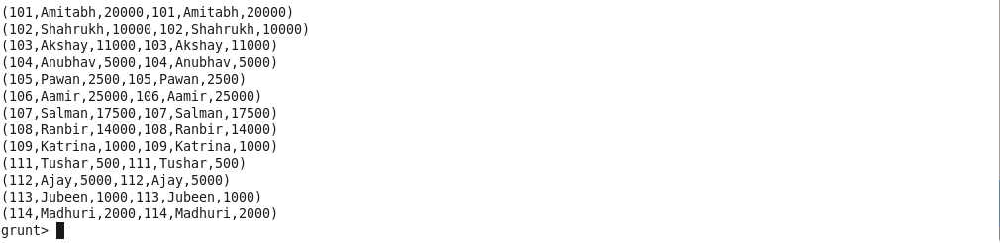 (101,Amitabh,20000,101,Amitabh,20000)
(102,Shahrukh,10000,102,Shahrukh,10000)
(103,Akshay,11000,103,Akshay,11000)
(104,Anubhav,5000,104,Anubhav,5000)
(105,Pawan,2500,105,Pawan,2500)
(106,Aamir,25000,106,Aamir,25000)
(107,Salman,17500,107,Salman,17500)
(108,Ranbir,14000,108,Ranbir,14000)
(109,Katrina,1000,109,Katrina,1000)
(111,Tushar,500,111,Tushar,500)
(112,Ajay,5000,112,Ajay,5000)
(113,Jubeen,1000,113,Jubeen,1000)
(114,Madhuri,2000,114,Madhuri,2000)
grunt>